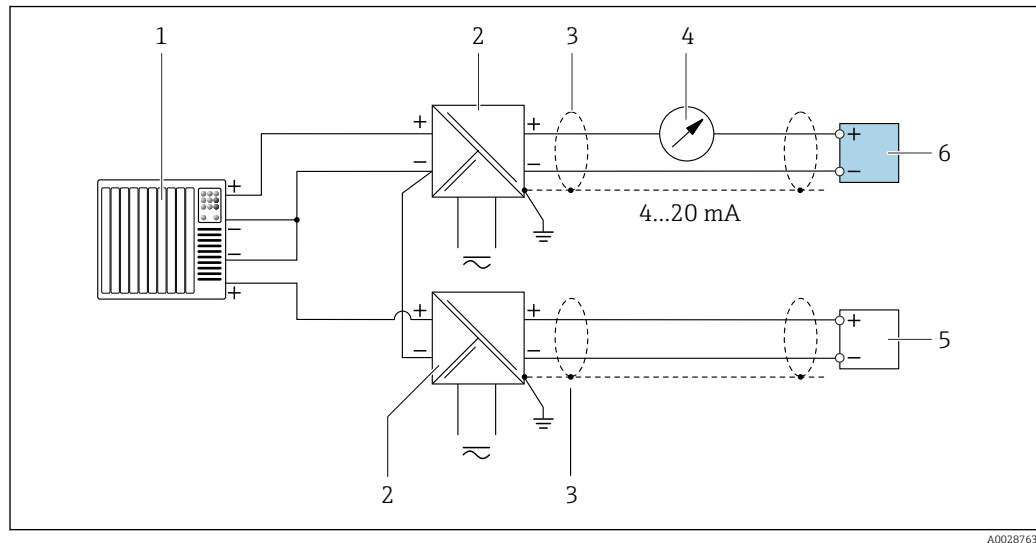 1 2 3 4
+ +
+ − − + 6
+ −
− 4...20 mA
−
+
+ + + 5
− − −
2 3
A0028763